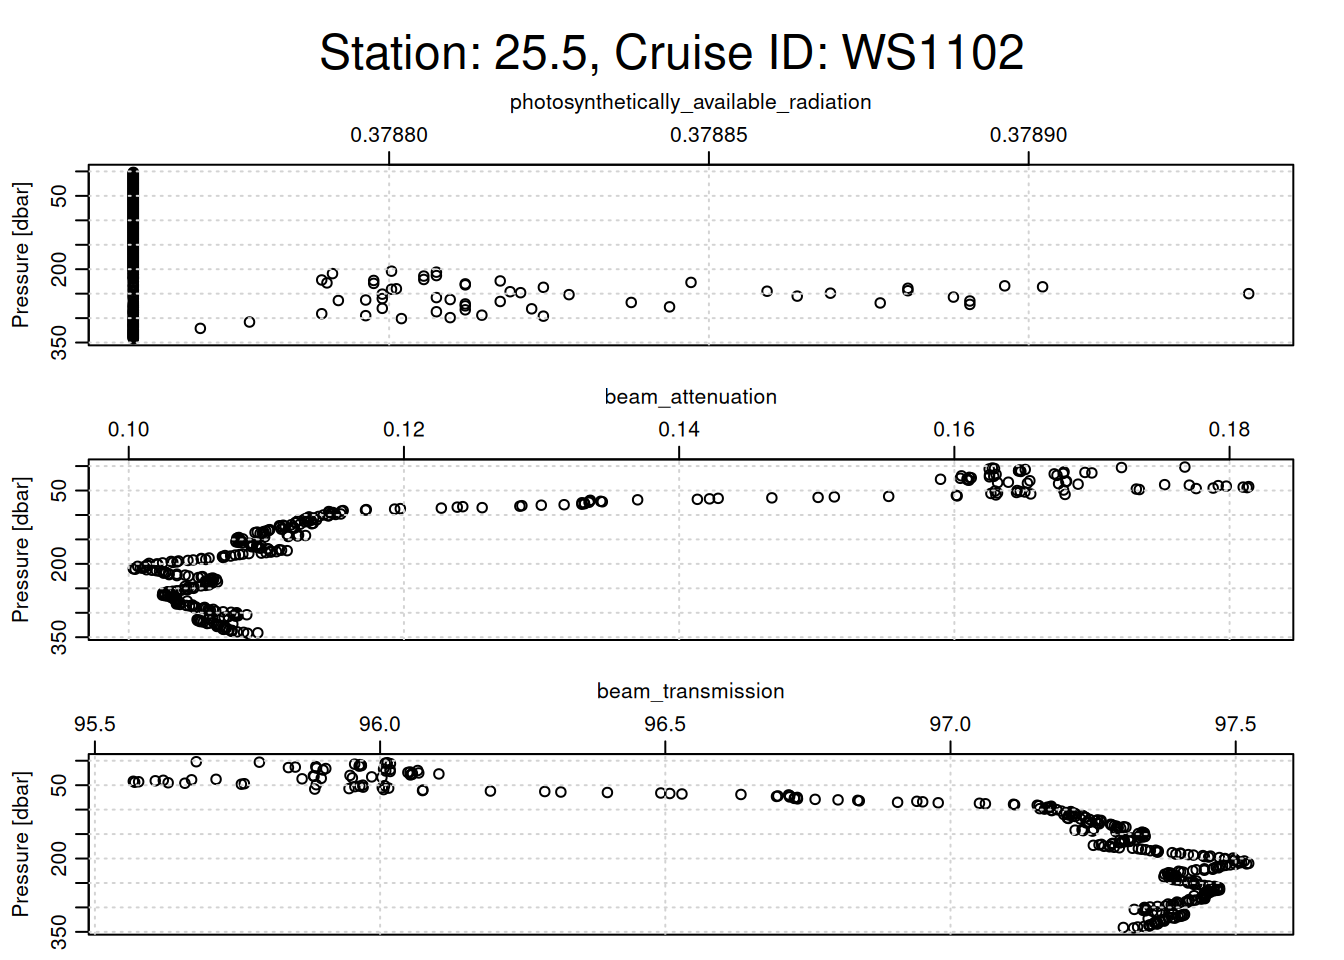 Station: 25.5, Cruise ID: WS1102
photosynthetically_available_radiation
0.37880 0.37885 0.37890
Pressure [dbar]
50
200
350
beam_attenuation
0.10 0.12 0.14 0.16 0.18
Pressure [dbar]
50
200
350
beam_transmission
95.5 96.0 96.5 97.0 97.5
Pressure [dbar]
50
200
350